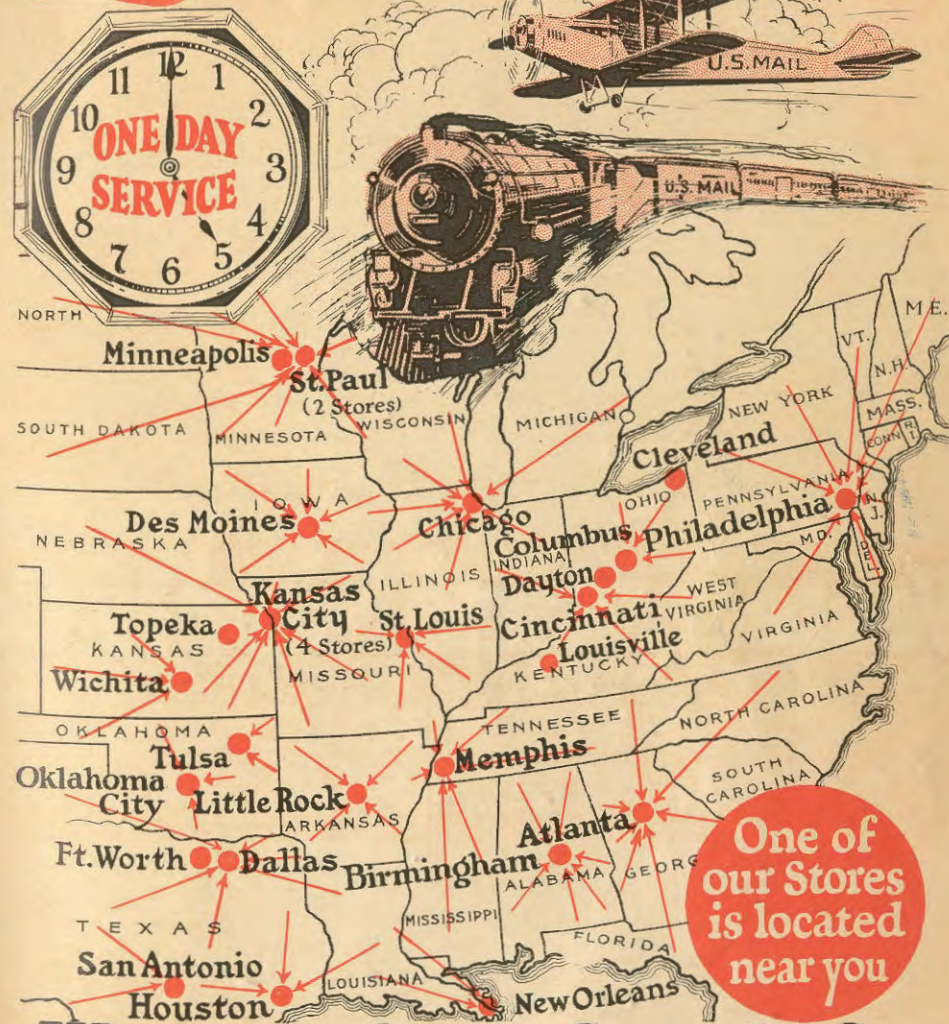 U.S. MAIL
12
11
1
10
2
ONE DAY
9
3
SERVICE
8
4
7
5
6
U.S. MAIL
NORTH
M E.
Minneapolis
VT.
St. Paul
(2 Stores)
N.H.
SOUTH DAKOTA
MINNESOTA
WISCONSIN
MICHIGAN
NEW YORK
MASS.
CONN.
R.I.
Cleveland
IOWA
OHIO
PENNSYLVANIA
N.J.
Des Moines
Chicago
Columbus
Philadelphia
NEBRASKA
INDIANA
MD.
DEL.
Dayton
ILLINOIS
WEST
VIRGINIA
Kansas
City
(4 Stores)
St. Louis
Cincinnati
Topeka
KANSAS
MISSOURI
Louisville
KENTUCKY
VIRGINIA
Wichita
OKLAHOMA
TENNESSEE
NORTH CAROLINA
Tulsa
Memphis
Oklahoma
City
Little Rock
ARKANSAS
SOUTH
CAROLINA
Atlanta
Ft. Worth
Dallas
Birmingham
ALABAMA
GEORG
One of
our Stores
is located
near you
MISSISSIPPI
TEXAS
FLORIDA
San Antonio
LOUISIANA
Houston
New Orleans